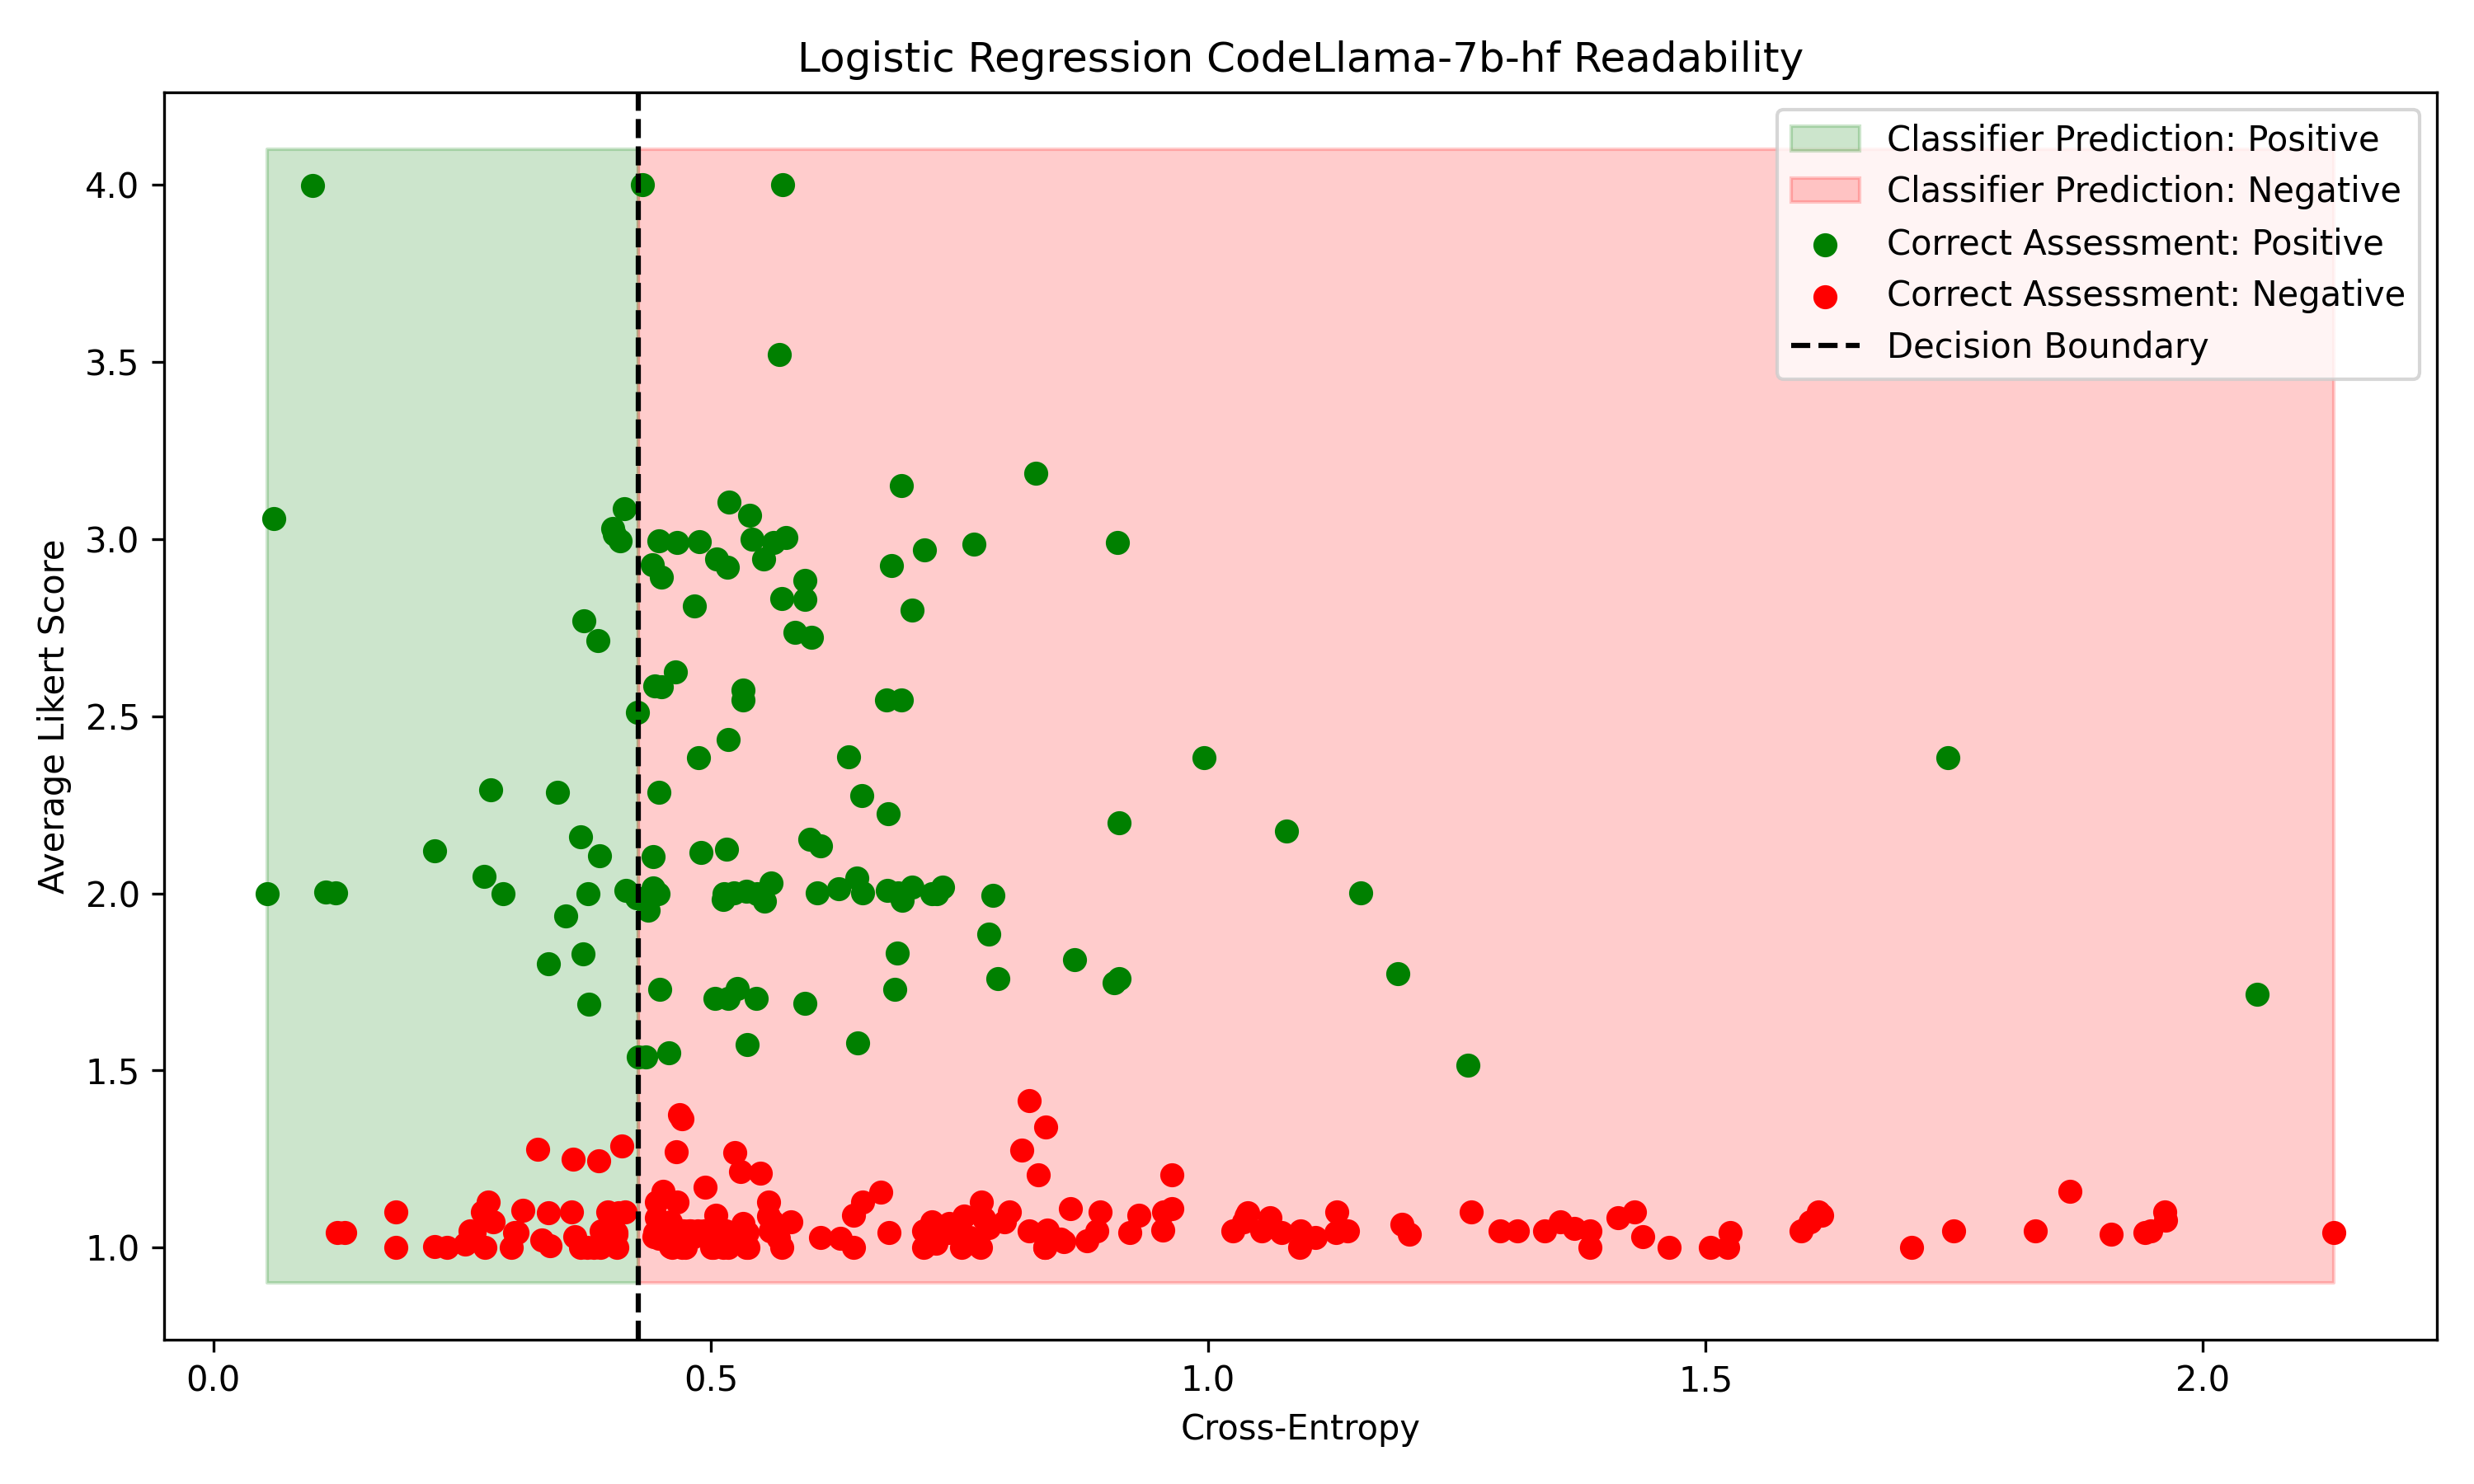 Logistic Regression CodeLlama-7b-hf Readability
Classifier Prediction: Positive
Classifier Prediction: Negative
Correct Assessment: Positive
Correct Assessment: Negative
Decision Boundary
Average Likert Score
4.0
3.5
3.0
2.5
2.0
1.5
1.0
0.0
0.5
1.0
1.5
2.0
Cross-Entropy